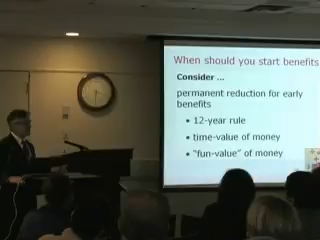 When should you start benefits
Consider ...
permanent reduction for early
benefits
• 12-year rule
• time-value of money
• "fun-value" of money